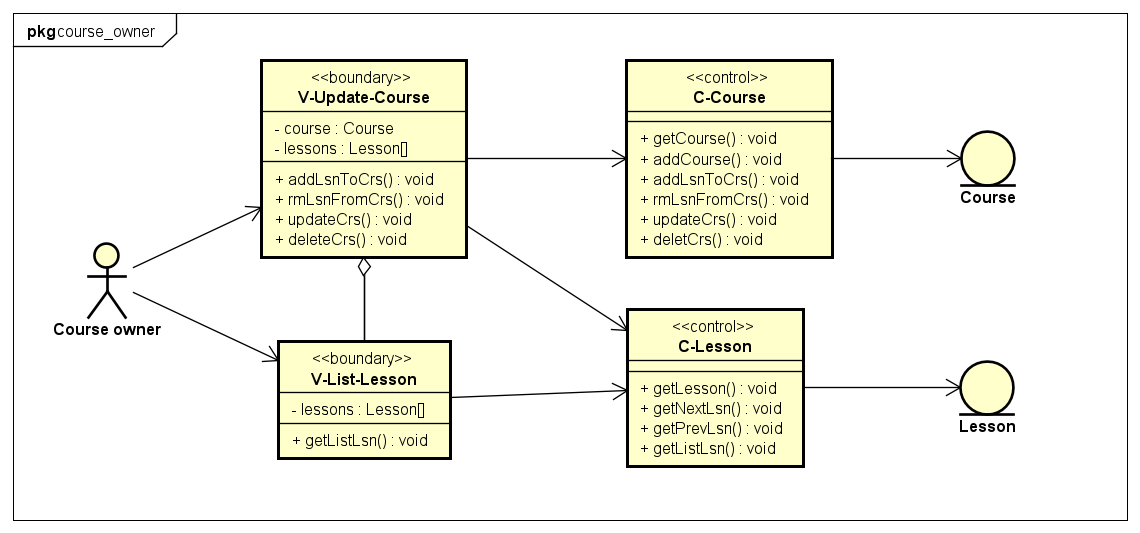 pkg course_owner
<<boundary>>
V-Update-Course
- course : Course
- lessons : Lesson[]
+ addLsnToCrs() : void
+ rmLsnFromCrs() : void
+ updateCrs() : void
+ deleteCrs() : void
<<control>>
C-Course
+ getCourse() : void
+ addCourse() : void
+ addLsnToCrs() : void
+ rmLsnFromCrs() : void
+ updateCrs() : void
+ deletCrs() : void
Course
Course owner
<<boundary>>
V-List-Lesson
- lessons : Lesson[]
+ getListLsn() : void
<<control>>
C-Lesson
+ getLesson() : void
+ getNextLsn() : void
+ getPrevLsn() : void
+ getListLsn() : void
Lesson